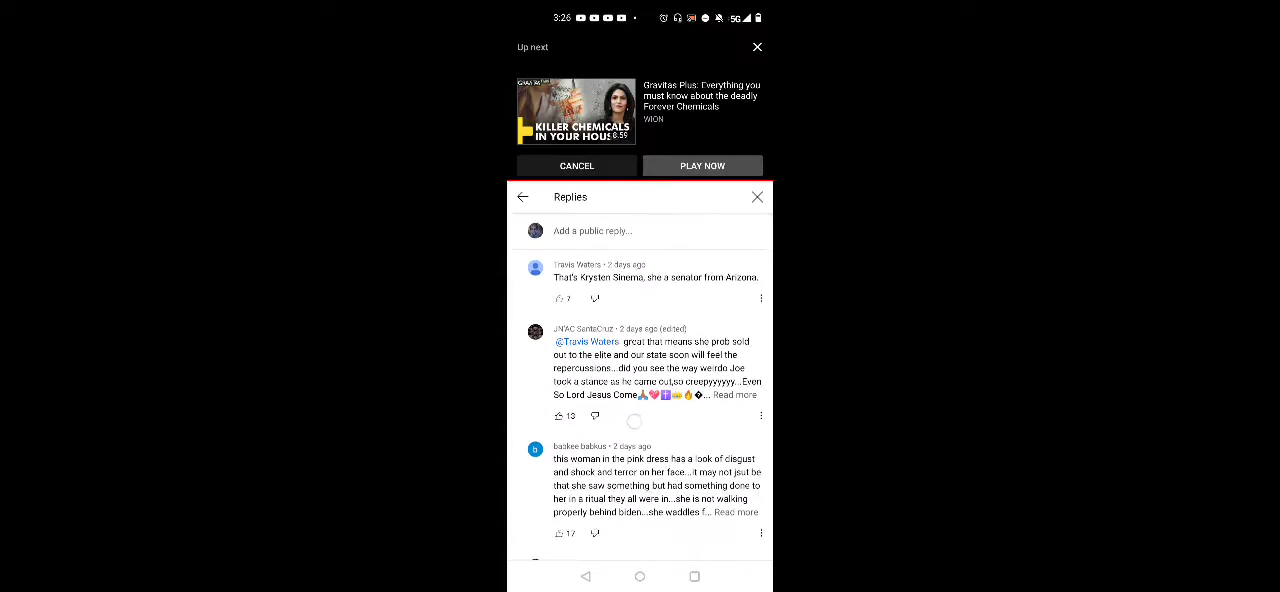 3:26
5G
Up next
GRAVITAS
KILLER CHEMICALS
IN YOUR HOUS
8:59
Gravitas Plus: Everything you
must know about the deadly
Forever Chemicals
WION
CANCEL
PLAY NOW
Replies
Add a public reply...
Travis Waters • 2 days ago
That's Krysten Sinema, she a senator from Arizona.
7
JN'AC SantaCruz • 2 days ago (edited)
@Travis Waters great that means she prob sold
out to the elite and our state soon will feel the
repercussions...did you see the way weirdo Joe
took a stance as he came out,so creepyyyyy...Even
So Lord Jesus Come🙏🏽💖✝️👑🔥�... Read more
13
b
babkee babkus • 2 days ago
this woman in the pink dress has a look of disgust
and shock and terror on her face...it may not jsut be
that she saw something but had something done to
her in a ritual they all were in...she is not walking
properly behind biden...she waddles f... Read more
17